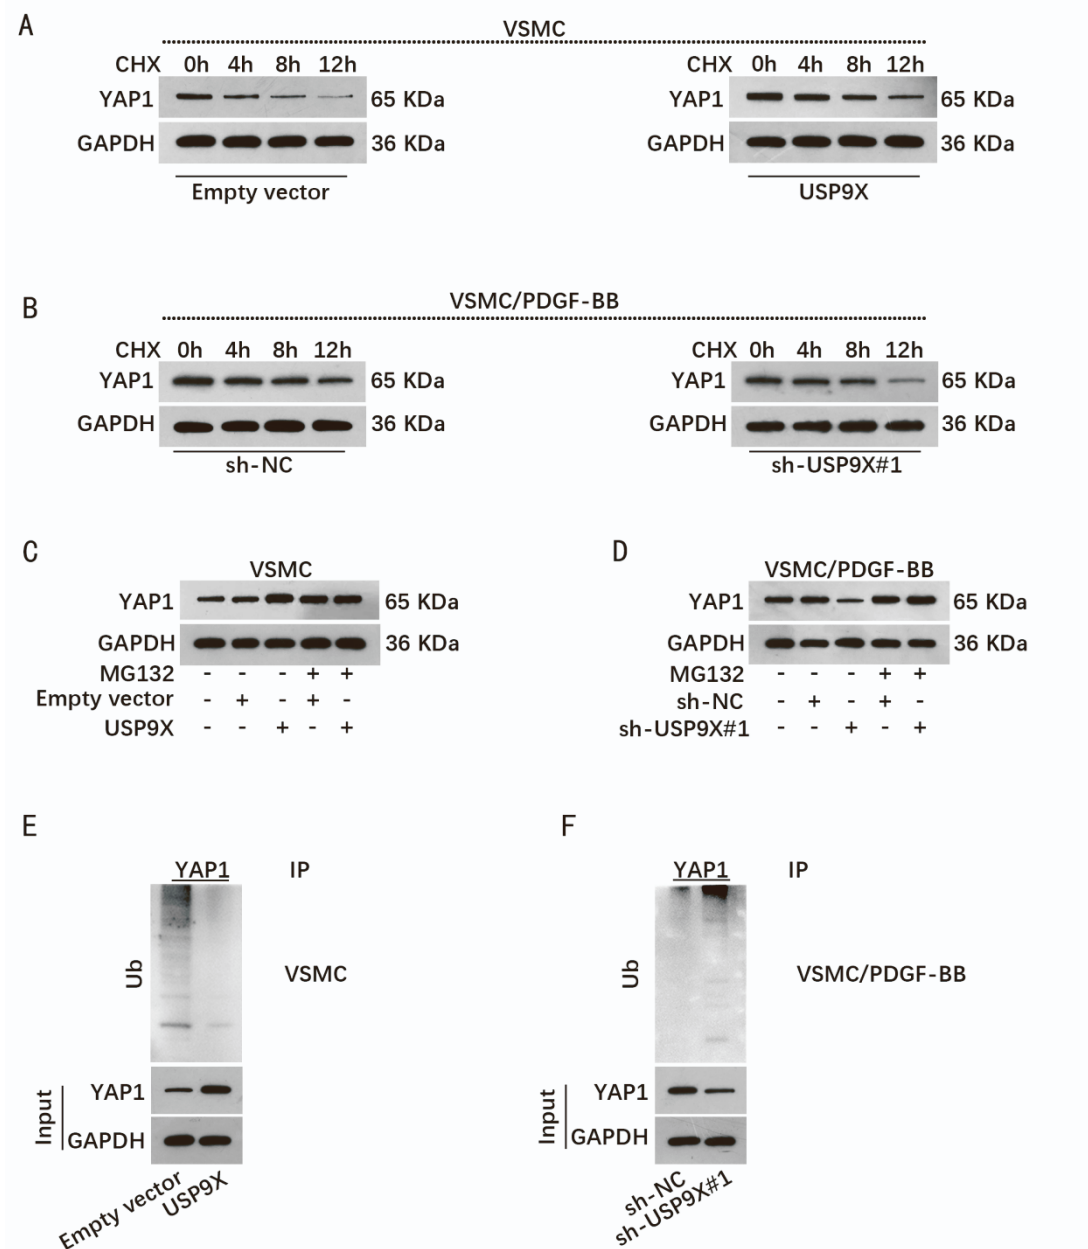 A
VSMC
CHX 0h 4h 8h 12h
YAP1 65 KDa
GAPDH 36 KDa
Empty vector
CHX 0h 4h 8h 12h
YAP1 65 KDa
GAPDH 36 KDa
USP9X
B
VSMC/PDGF-BB
CHX 0h 4h 8h 12h
YAP1 65 KDa
GAPDH 36 KDa
sh-NC
CHX 0h 4h 8h 12h
YAP1 65 KDa
GAPDH 36 KDa
sh-USP9X#1
C
VSMC
YAP1 65 KDa
GAPDH 36 KDa
MG132 - - - + +
Empty vector - + - + -
USP9X - - + - +
D
VSMC/PDGF-BB
YAP1 65 KDa
GAPDH 36 KDa
MG132 - - - + +
sh-NC - + - + -
sh-USP9X#1 - - + - +
E
YAP1 IP
Ub
VSMC
Input
YAP1
GAPDH
Empty vector
USP9X
F
YAP1 IP
Ub
VSMC/PDGF-BB
Input
YAP1
GAPDH
sh-NC
sh-USP9X#1